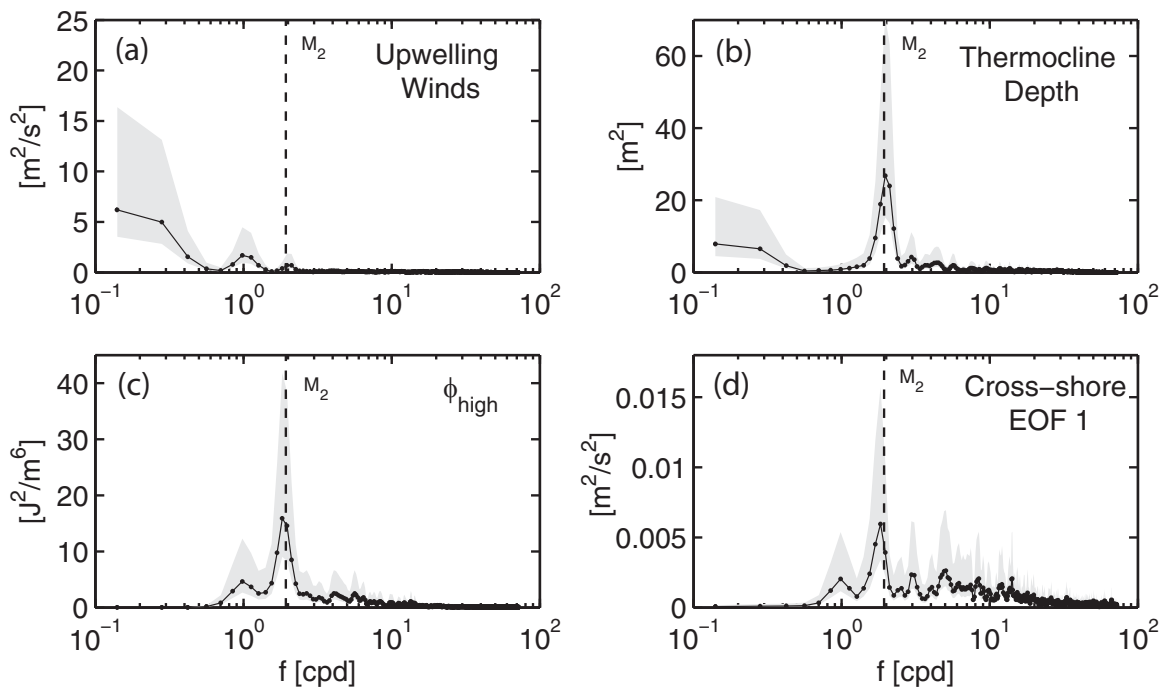 (a)
M₂
Upwelling
Winds
[m²/s²]
25
20
15
10
5
0
10⁻¹
10⁰
10¹
10²
(b)
M₂
Thermocline
Depth
[m²]
60
40
20
0
10⁻¹
10⁰
10¹
10²
(c)
M₂
ϕhigh
[J²/m⁶]
40
30
20
10
0
10⁻¹
10⁰
10¹
10²
f [cpd]
(d)
M₂
Cross−shore
EOF 1
[m²/s²]
0.015
0.01
0.005
0
10⁻¹
10⁰
10¹
10²
f [cpd]